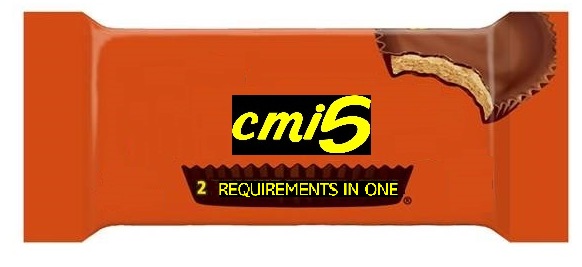 cmi5
2 REQUIREMENTS IN ONE ®